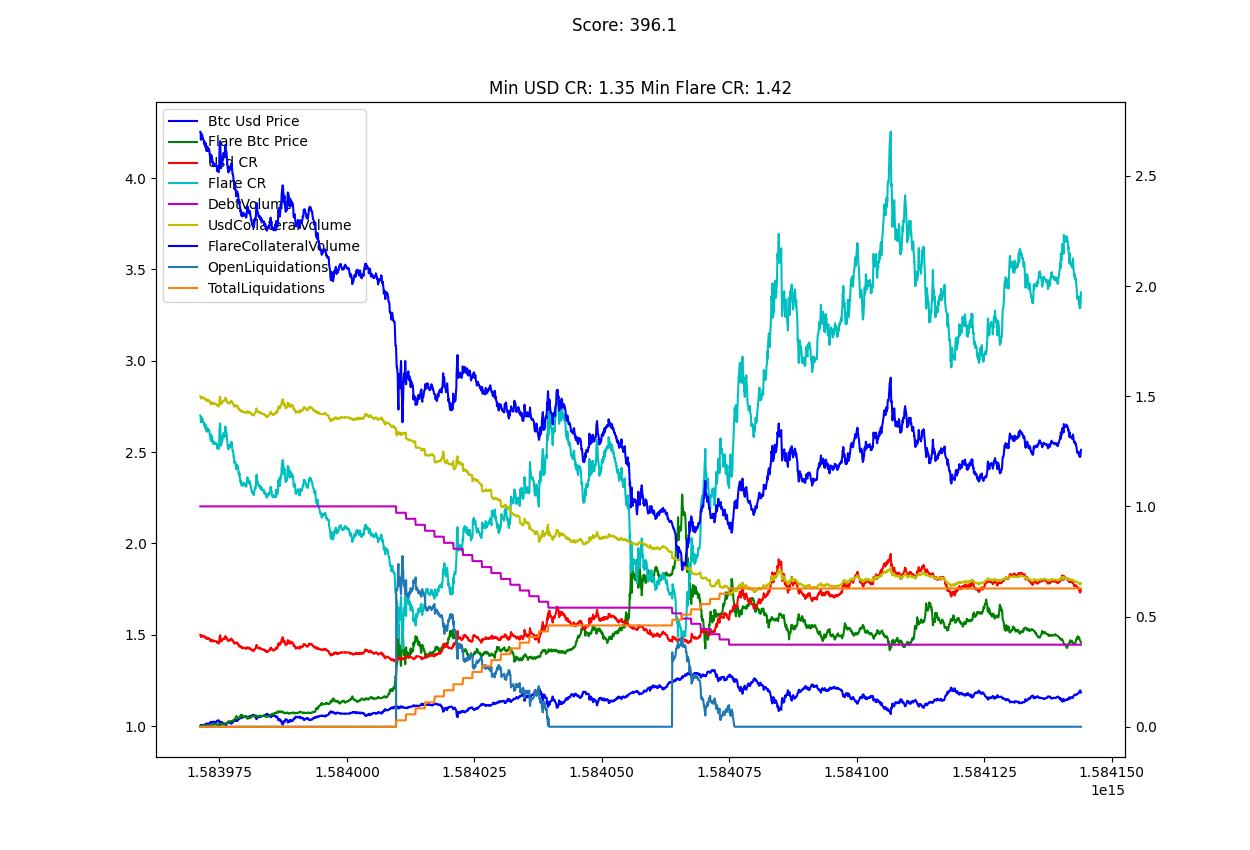 Score: 396.1
Min USD CR: 1.35 Min Flare CR: 1.42
Btc Usd Price
Flare Btc Price
Usd CR
Flare CR
DebtVolume
UsdCollateralVolume
FlareCollateralVolume
OpenLiquidations
TotalLiquidations
4.0
3.5
3.0
2.5
2.0
1.5
1.0
2.5
2.0
1.5
1.0
0.5
0.0
1.583975 1.584000 1.584025 1.584050 1.584075 1.584100 1.584125 1.584150
1e15